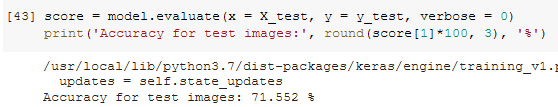 [43] score = model.evaluate(x = X_test, y = y_test, verbose = 0)
print('Accuracy for test images:', round(score[1]*100, 3), '%')
/usr/local/lib/python3.7/dist-packages/keras/engine/training_v1.p
updates = self.state_updates
Accuracy for test images: 71.552 %